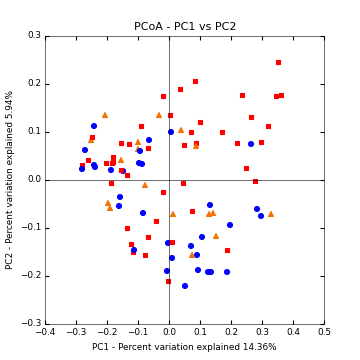 PCoA - PC1 vs PC2
0.3
0.2
0.1
0.0
−0.1
−0.2
−0.3
PC2 - Percent variation explained 5.94%
−0.4 −0.3 −0.2 −0.1 0.0 0.1 0.2 0.3 0.4 0.5
PC1 - Percent variation explained 14.36%